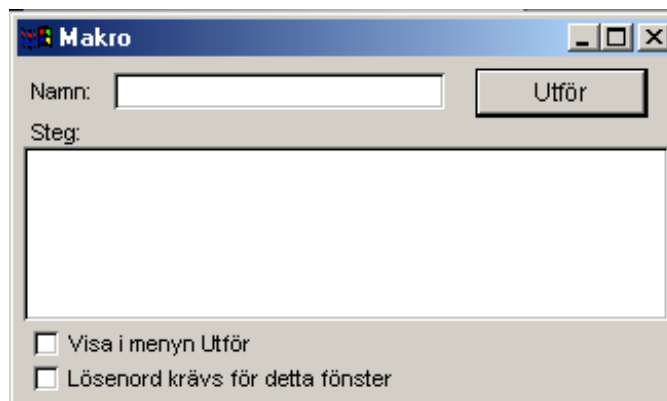 Makro
Namn:
Utför
Steg:
Visa i menyn Utför
Lösenord krävs för detta fönster